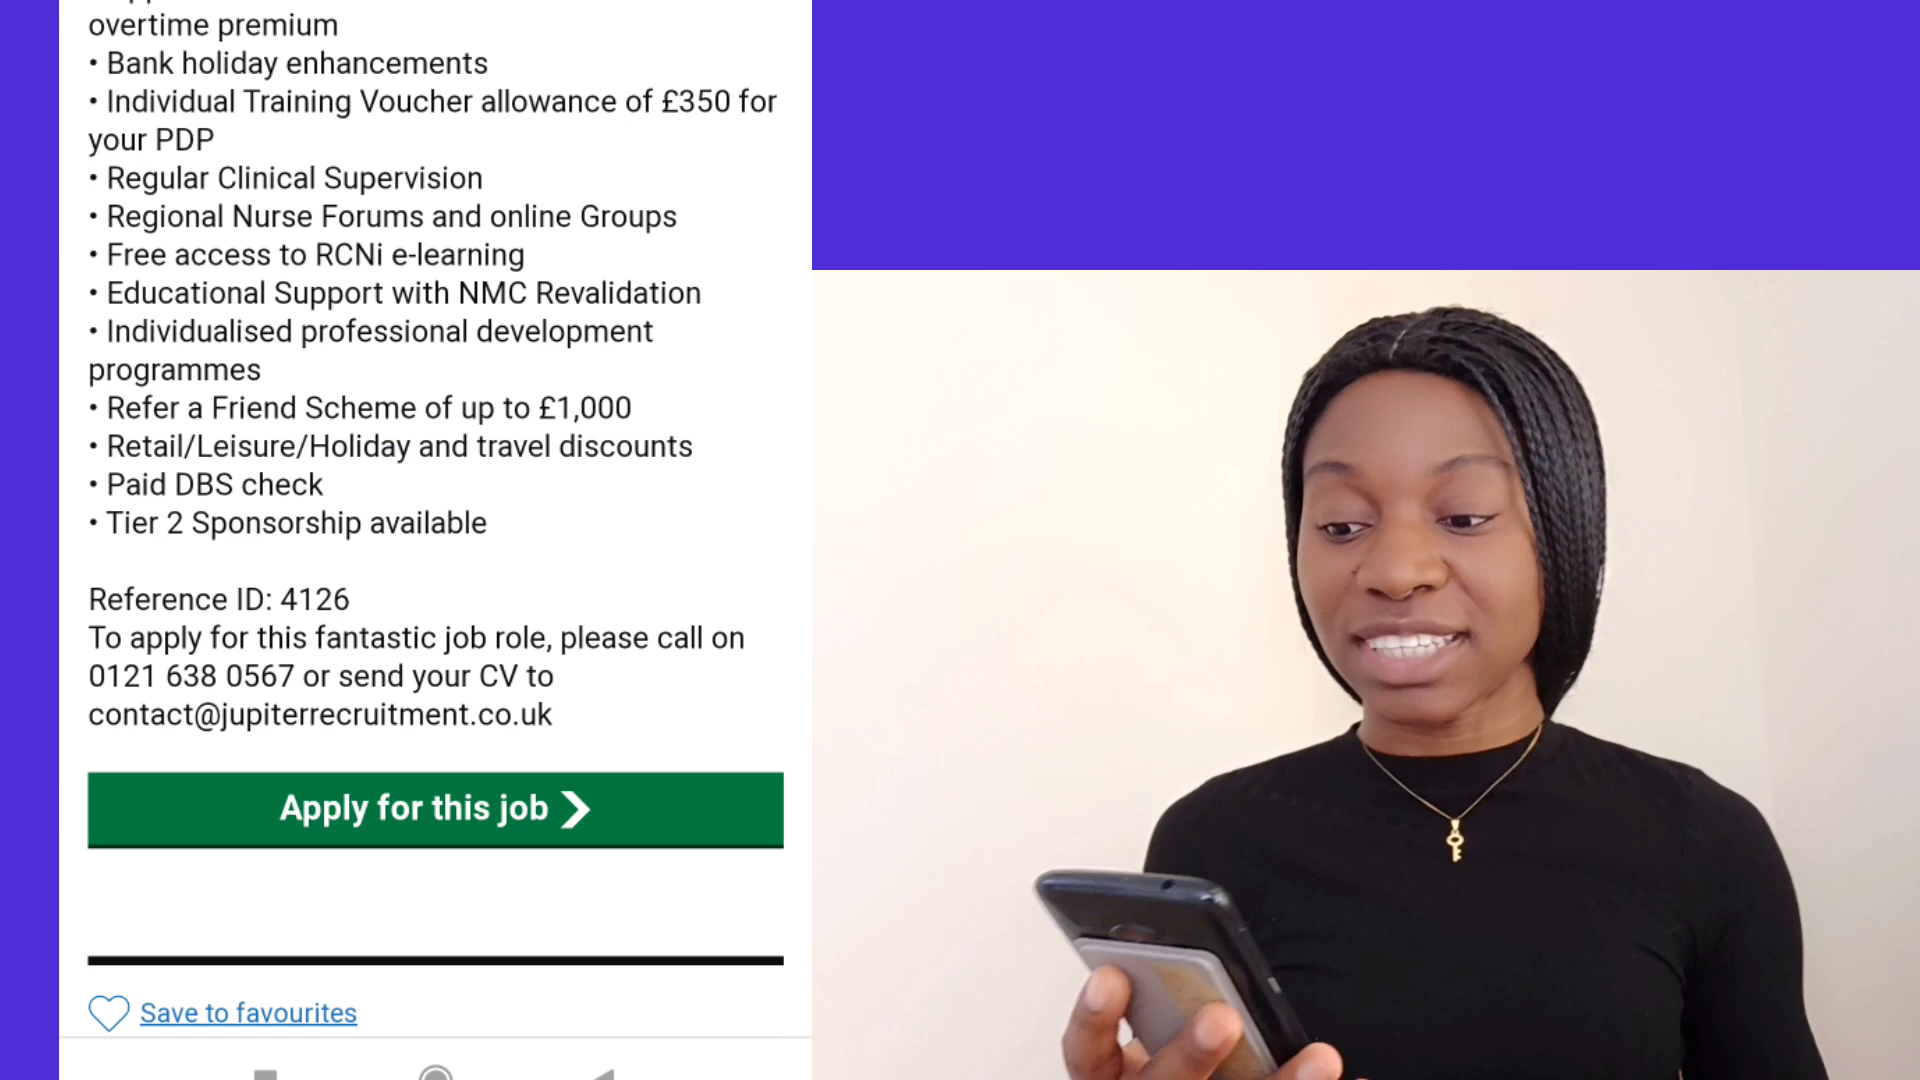 overtime premium
• Bank holiday enhancements
• Individual Training Voucher allowance of £350 for
your PDP
• Regular Clinical Supervision
• Regional Nurse Forums and online Groups
• Free access to RCNi e-learning
• Educational Support with NMC Revalidation
• Individualised professional development
programmes
• Refer a Friend Scheme of up to £1,000
• Retail/Leisure/Holiday and travel discounts
• Paid DBS check
• Tier 2 Sponsorship available
Reference ID: 4126
To apply for this fantastic job role, please call on
0121 638 0567 or send your CV to
contact@jupiterrecruitment.co.uk
Apply for this job
Save to favourites